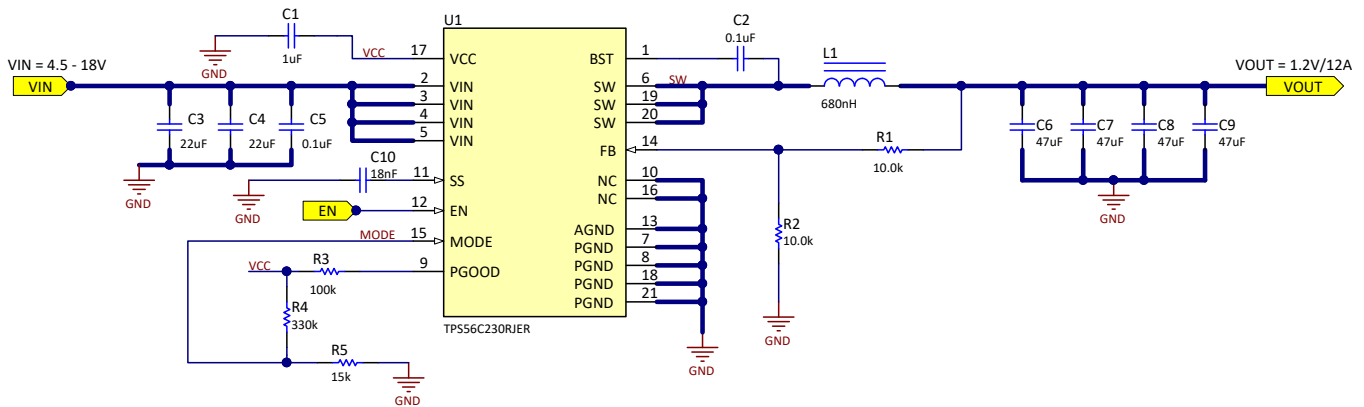 U1
C1
1uF
VCC
GND
17
VCC
BST
1
C2
0.1uF
L1
680nH
VIN = 4.5 - 18V
VIN
VOUT = 1.2V/12A
VOUT
2
VIN
3
VIN
4
VIN
5
VIN
SW
6
SW
SW
19
SW
20
C3
22uF
C4
22uF
C5
0.1uF
GND
FB
14
R1
10.0k
C6
47uF
C7
47uF
C8
47uF
C9
47uF
GND
C10
18nF
GND
11
SS
EN
12
EN
MODE
15
MODE
VCC
R3
100k
9
PGOOD
R4
330k
R5
15k
GND
NC
10
NC
16
AGND
13
PGND
7
PGND
8
PGND
18
PGND
21
GND
R2
10.0k
GND
TPS56C230RJER